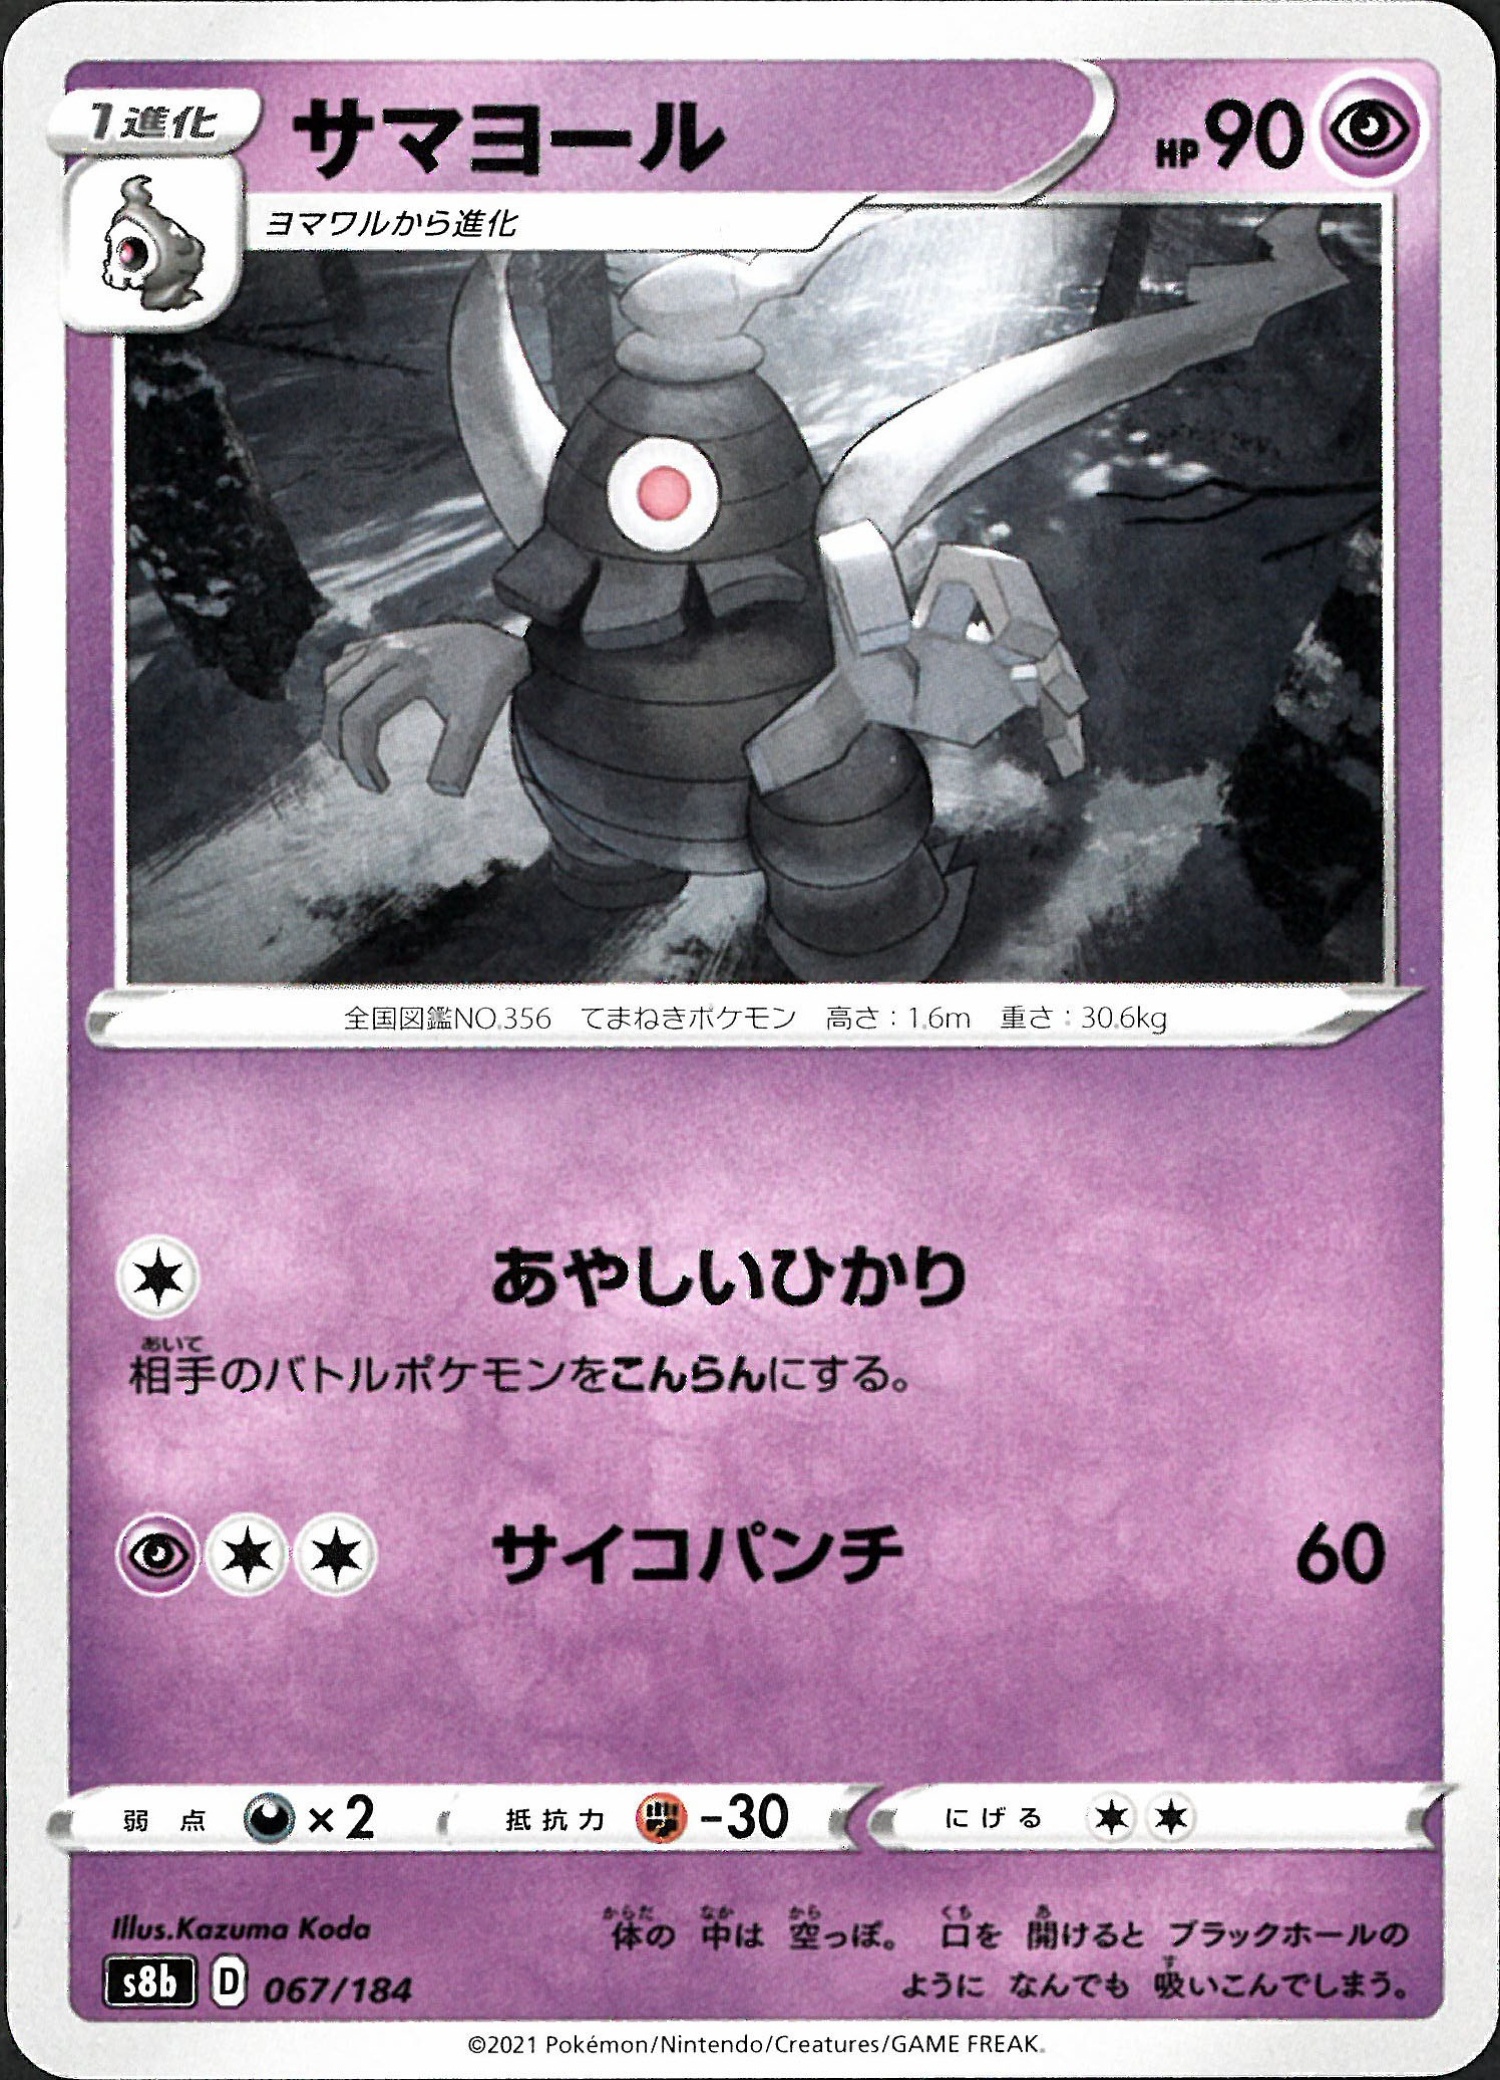 1進化
サマヨール
HP90
ヨマワルから進化
全国図鑑NO.356 てまねきポケモン 高さ：1.6m 重さ：30.6kg
あやしいひかり
あいて
相手のバトルポケモンをこんらんにする。
サイコパンチ 60
弱点 ×2 抵抗力 -30 にげる
Illus.Kazuma Koda
からだ なか から くち あ
体の 中は 空っぽ。 口を 開けると ブラックホールの
す
ように なんでも 吸いこんでしまう。
s8b D 067/184
©2021 Pokémon/Nintendo/Creatures/GAME FREAK.